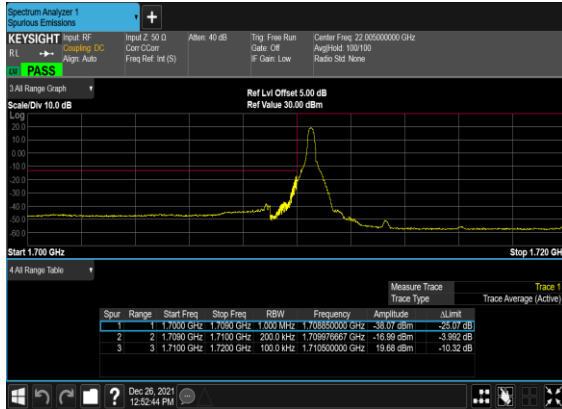 Spectrum Analyzer 1
Spurious Emissions
+
KEYSIGHT Input: RF Input Z: 50 Ω Atten: 40 dB Trig: Free Run Center Freq: 22.005000000 GHz
RL Coupling: DC Corr CCorr Gate: Off Avg|Hold: 100/100
Align: Auto Freq Ref: Int (S) IF Gain: Low Radio Std: None
LW PASS
3 All Range Graph Ref Lvl Offset 5.00 dB
Scale/Div 10.0 dB Ref Value 30.00 dBm
Log
20.0
10.0
0.00
-10.0
-20.0
-30.0
-40.0
-50.0
-60.0
Start 1.700 GHz Stop 1.720 GH
4 All Range Table
Measure Trace Trace 1
Trace Type Trace Average (Active)
Spur Range Start Freq Stop Freq RBW Frequency Amplitude ΔLimit
1 1 1.7000 GHz 1.7090 GHz 1.000 MHz 1.708850000 GHz -38.07 dBm -25.07 dB
2 2 1.7090 GHz 1.7100 GHz 200.0 kHz 1.709976667 GHz -16.99 dBm -3.992 dB
3 3 1.7100 GHz 1.7200 GHz 100.0 kHz 1.710500000 GHz 19.68 dBm -10.32 dB
? Dec 26, 2021
12:52:44 PM